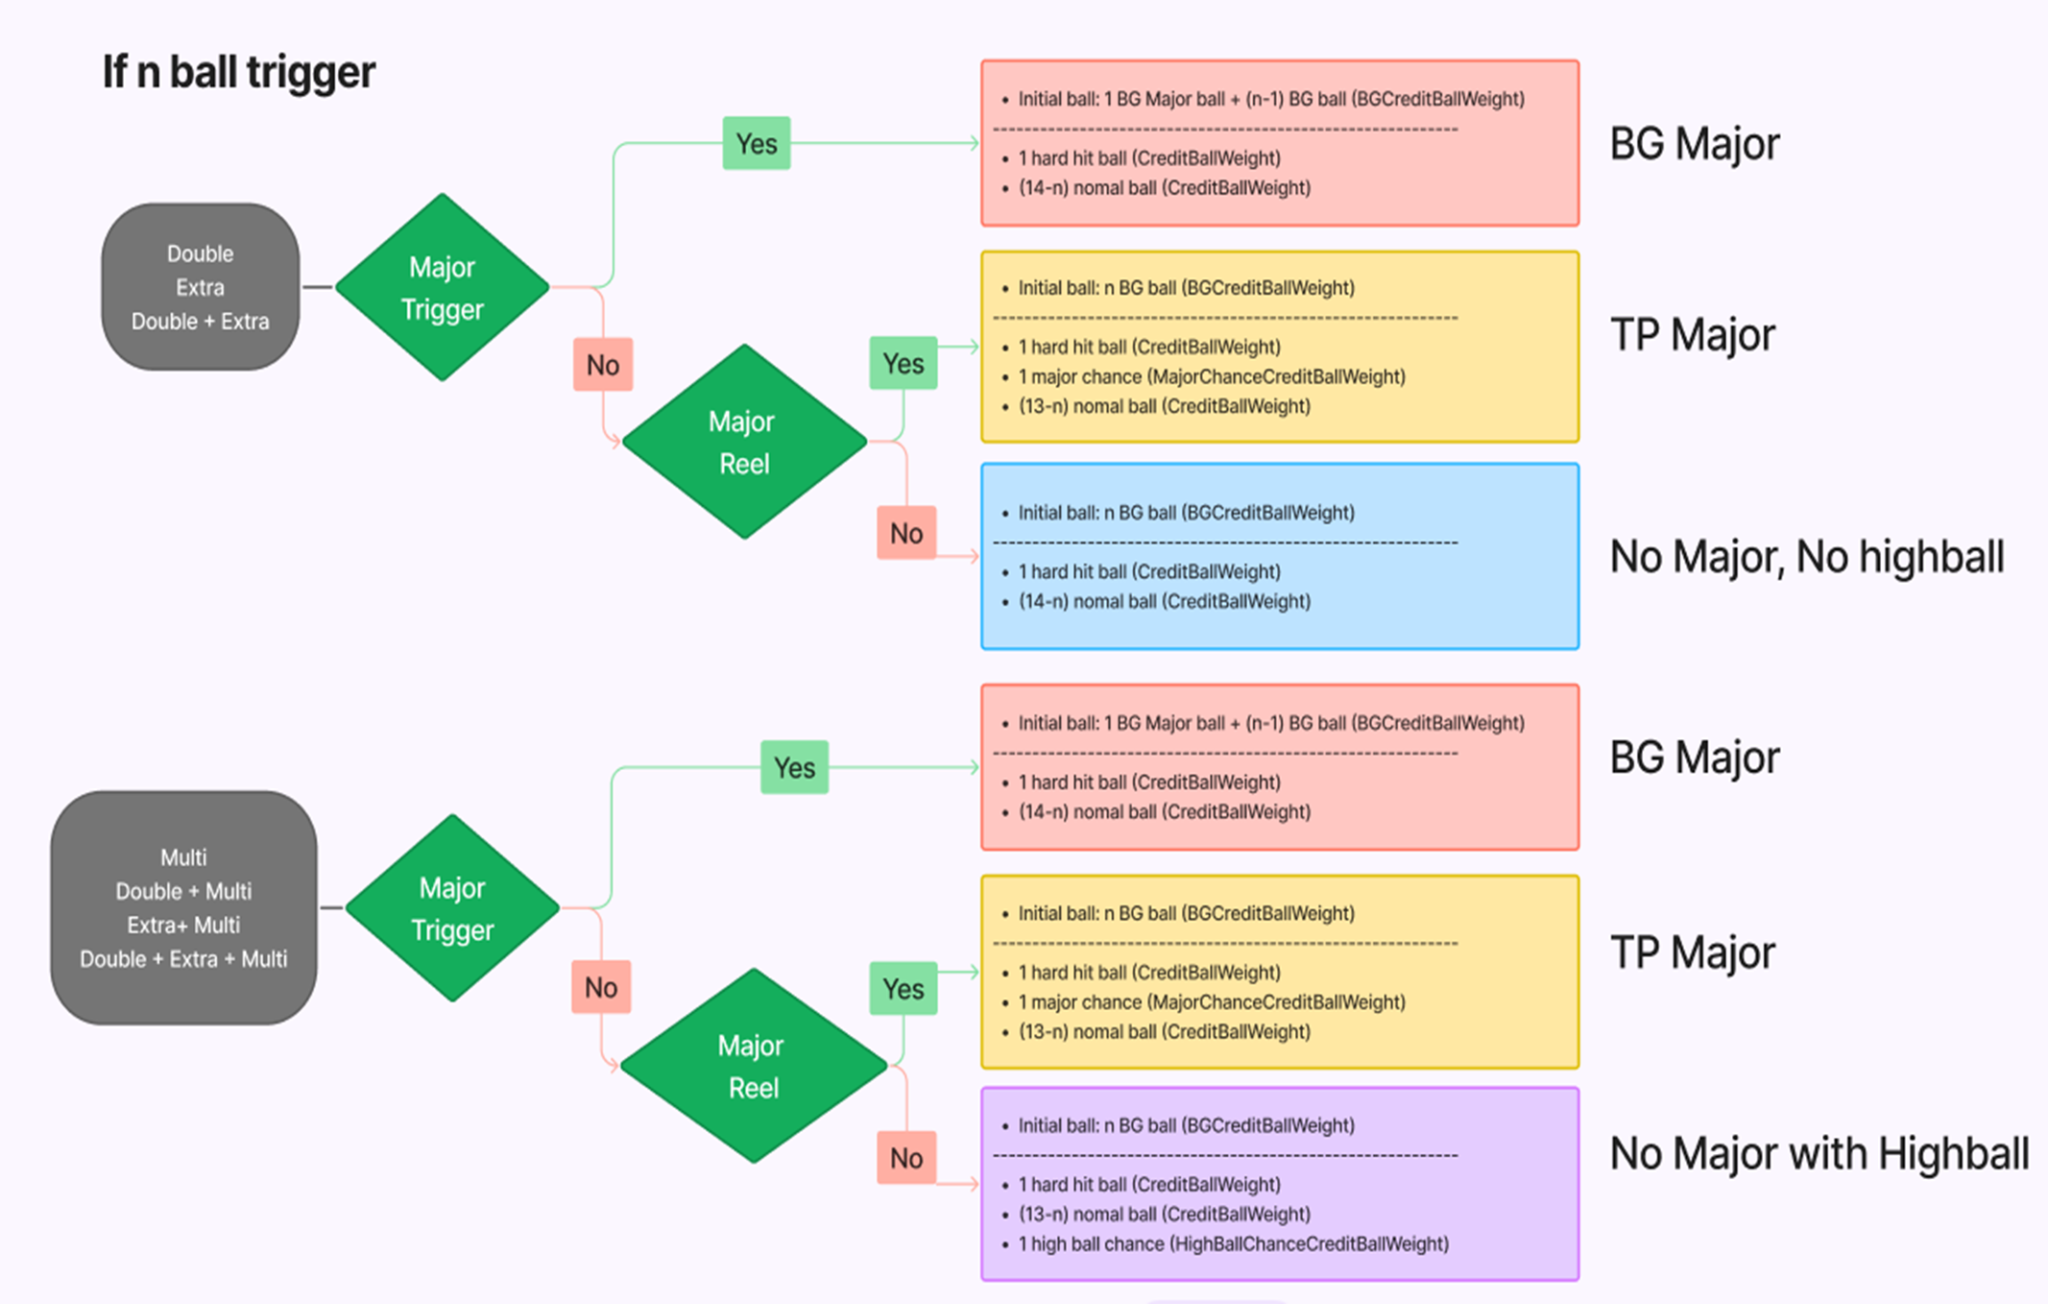 If n ball trigger
Double
Extra
Double + Extra
Major
Trigger
Yes
No
Major
Reel
Yes
No
• Initial ball: 1 BG Major ball + (n-1) BG ball (BGCreditBallWeight)
----------------------------------------------------------
• 1 hard hit ball (CreditBallWeight)
• (14-n) nomal ball (CreditBallWeight)
BG Major
• Initial ball: n BG ball (BGCreditBallWeight)
----------------------------------------------------------
• 1 hard hit ball (CreditBallWeight)
• 1 major chance (MajorChanceCreditBallWeight)
• (13-n) nomal ball (CreditBallWeight)
TP Major
• Initial ball: n BG ball (BGCreditBallWeight)
----------------------------------------------------------
• 1 hard hit ball (CreditBallWeight)
• (14-n) nomal ball (CreditBallWeight)
No Major, No highball
Multi
Double + Multi
Extra+ Multi
Double + Extra + Multi
Major
Trigger
Yes
No
Major
Reel
Yes
No
• Initial ball: 1 BG Major ball + (n-1) BG ball (BGCreditBallWeight)
----------------------------------------------------------
• 1 hard hit ball (CreditBallWeight)
• (14-n) nomal ball (CreditBallWeight)
BG Major
• Initial ball: n BG ball (BGCreditBallWeight)
----------------------------------------------------------
• 1 hard hit ball (CreditBallWeight)
• 1 major chance (MajorChanceCreditBallWeight)
• (13-n) nomal ball (CreditBallWeight)
TP Major
• Initial ball: n BG ball (BGCreditBallWeight)
----------------------------------------------------------
• 1 hard hit ball (CreditBallWeight)
• (13-n) nomal ball (CreditBallWeight)
• 1 high ball chance (HighBallChanceCreditBallWeight)
No Major with Highball